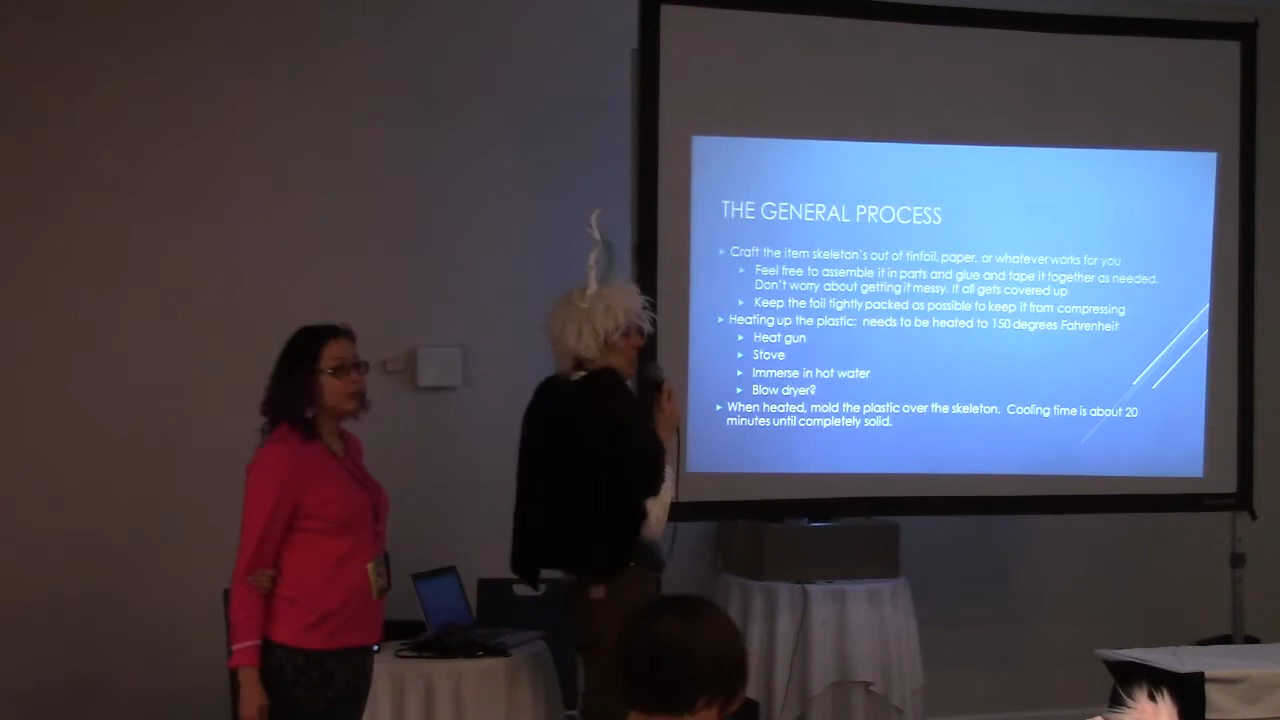 THE GENERAL PROCESS
Craft the item skeleton's out of tinfoil, paper, or whatever works for you
Feel free to assemble it in parts and glue and tape it together as needed.
Don't worry about getting it messy. It all gets covered up
Keep the foil tightly packed as possible to keep it from compressing
Heating up the plastic: needs to be heated to 150 degrees Fahrenheit
Heat gun
Stove
Immerse in hot water
Blow dryer?
When heated, mold the plastic over the skeleton. Cooling time is about 20
minutes until completely solid.